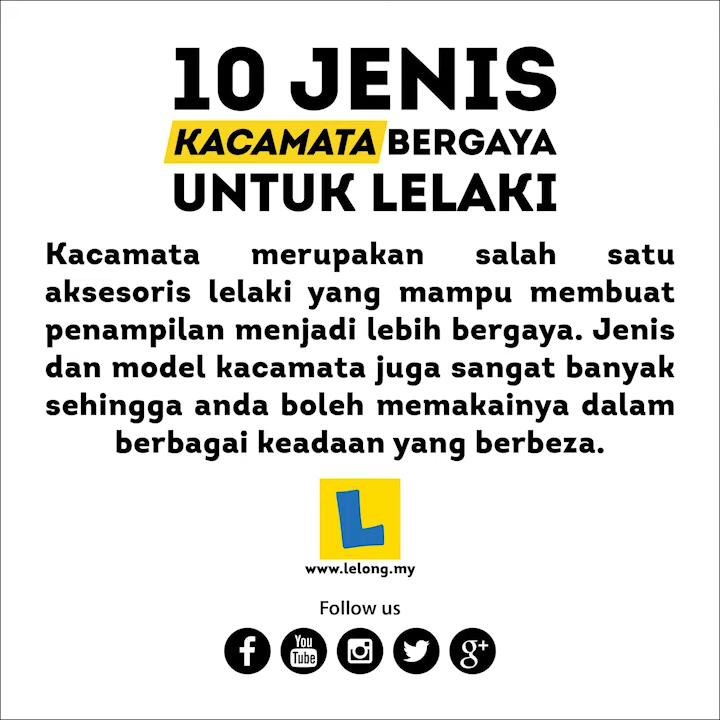 10 JENIS
KACAMATA BERGAYA
UNTUK LELAKI
Kacamata merupakan salah satu
aksesoris lelaki yang mampu membuat
penampilan menjadi lebih bergaya. Jenis
dan model kacamata juga sangat banyak
sehingga anda boleh memakainya dalam
berbagai keadaan yang berbeza.
L
www.lelong.my
Follow us
f You Tube g+